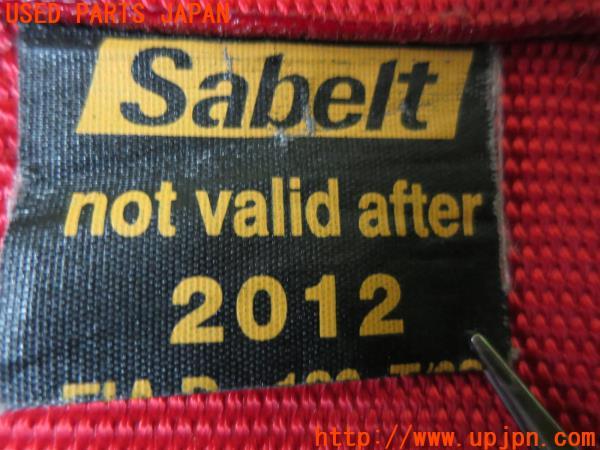 USED PARTS JAPAN
Sabelt
not valid after
2012
http://www.upjpn.com/